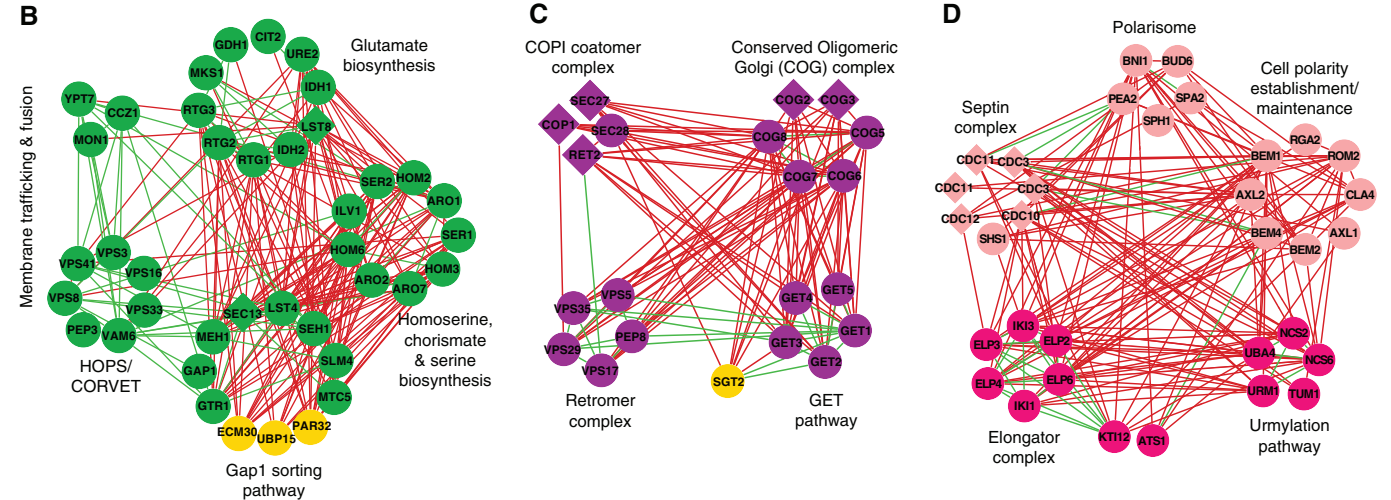 B
Membrane trafficking & fusion
Glutamate
biosynthesis
CIT2
GDH1
URE2
MKS1
IDH1
YPT7
CCZ1
RTG3
LST8
MON1
RTG2
RTG1
IDH2
SER2
HOM2
ARO1
ILV1
SER1
HOM6
VPS3
VPS41
VPS16
HOM3
ARO2
ARO7
VPS8
VPS33
SEC13
LST4
PEP3
VAM6
MEH1
SEH1
Homoserine,
chorismate
& serine
biosynthesis
HOPS/
CORVET
GAP1
SLM4
GTR1
MTC5
ECM30
UBP15
PAR32
Gap1 sorting
pathway
C
COPI coatomer
complex
Conserved Oligomeric
Golgi (COG) complex
SEC27
COG2
COG3
COP1
SEC28
COG8
COG5
RET2
COG7
COG6
VPS35
VPS5
GET4
GET5
VPS29
PEP8
GET3
GET1
VPS17
GET2
SGT2
Retromer
complex
GET
pathway
D
Polarisome
BNI1
BUD6
PEA2
SPA2
SPH1
Cell polarity
establishment/
maintenance
Septin
complex
RGA2
CDC11
CDC3
BEM1
ROM2
CDC11
CDC3
AXL2
CLA4
CDC12
CDC10
SHS1
BEM4
BEM2
AXL1
IKI3
ELP3
ELP2
NCS2
UBA4
NCS6
ELP4
ELP6
URM1
TUM1
IKI1
KTI12
ATS1
Elongator
complex
Urmylation
pathway